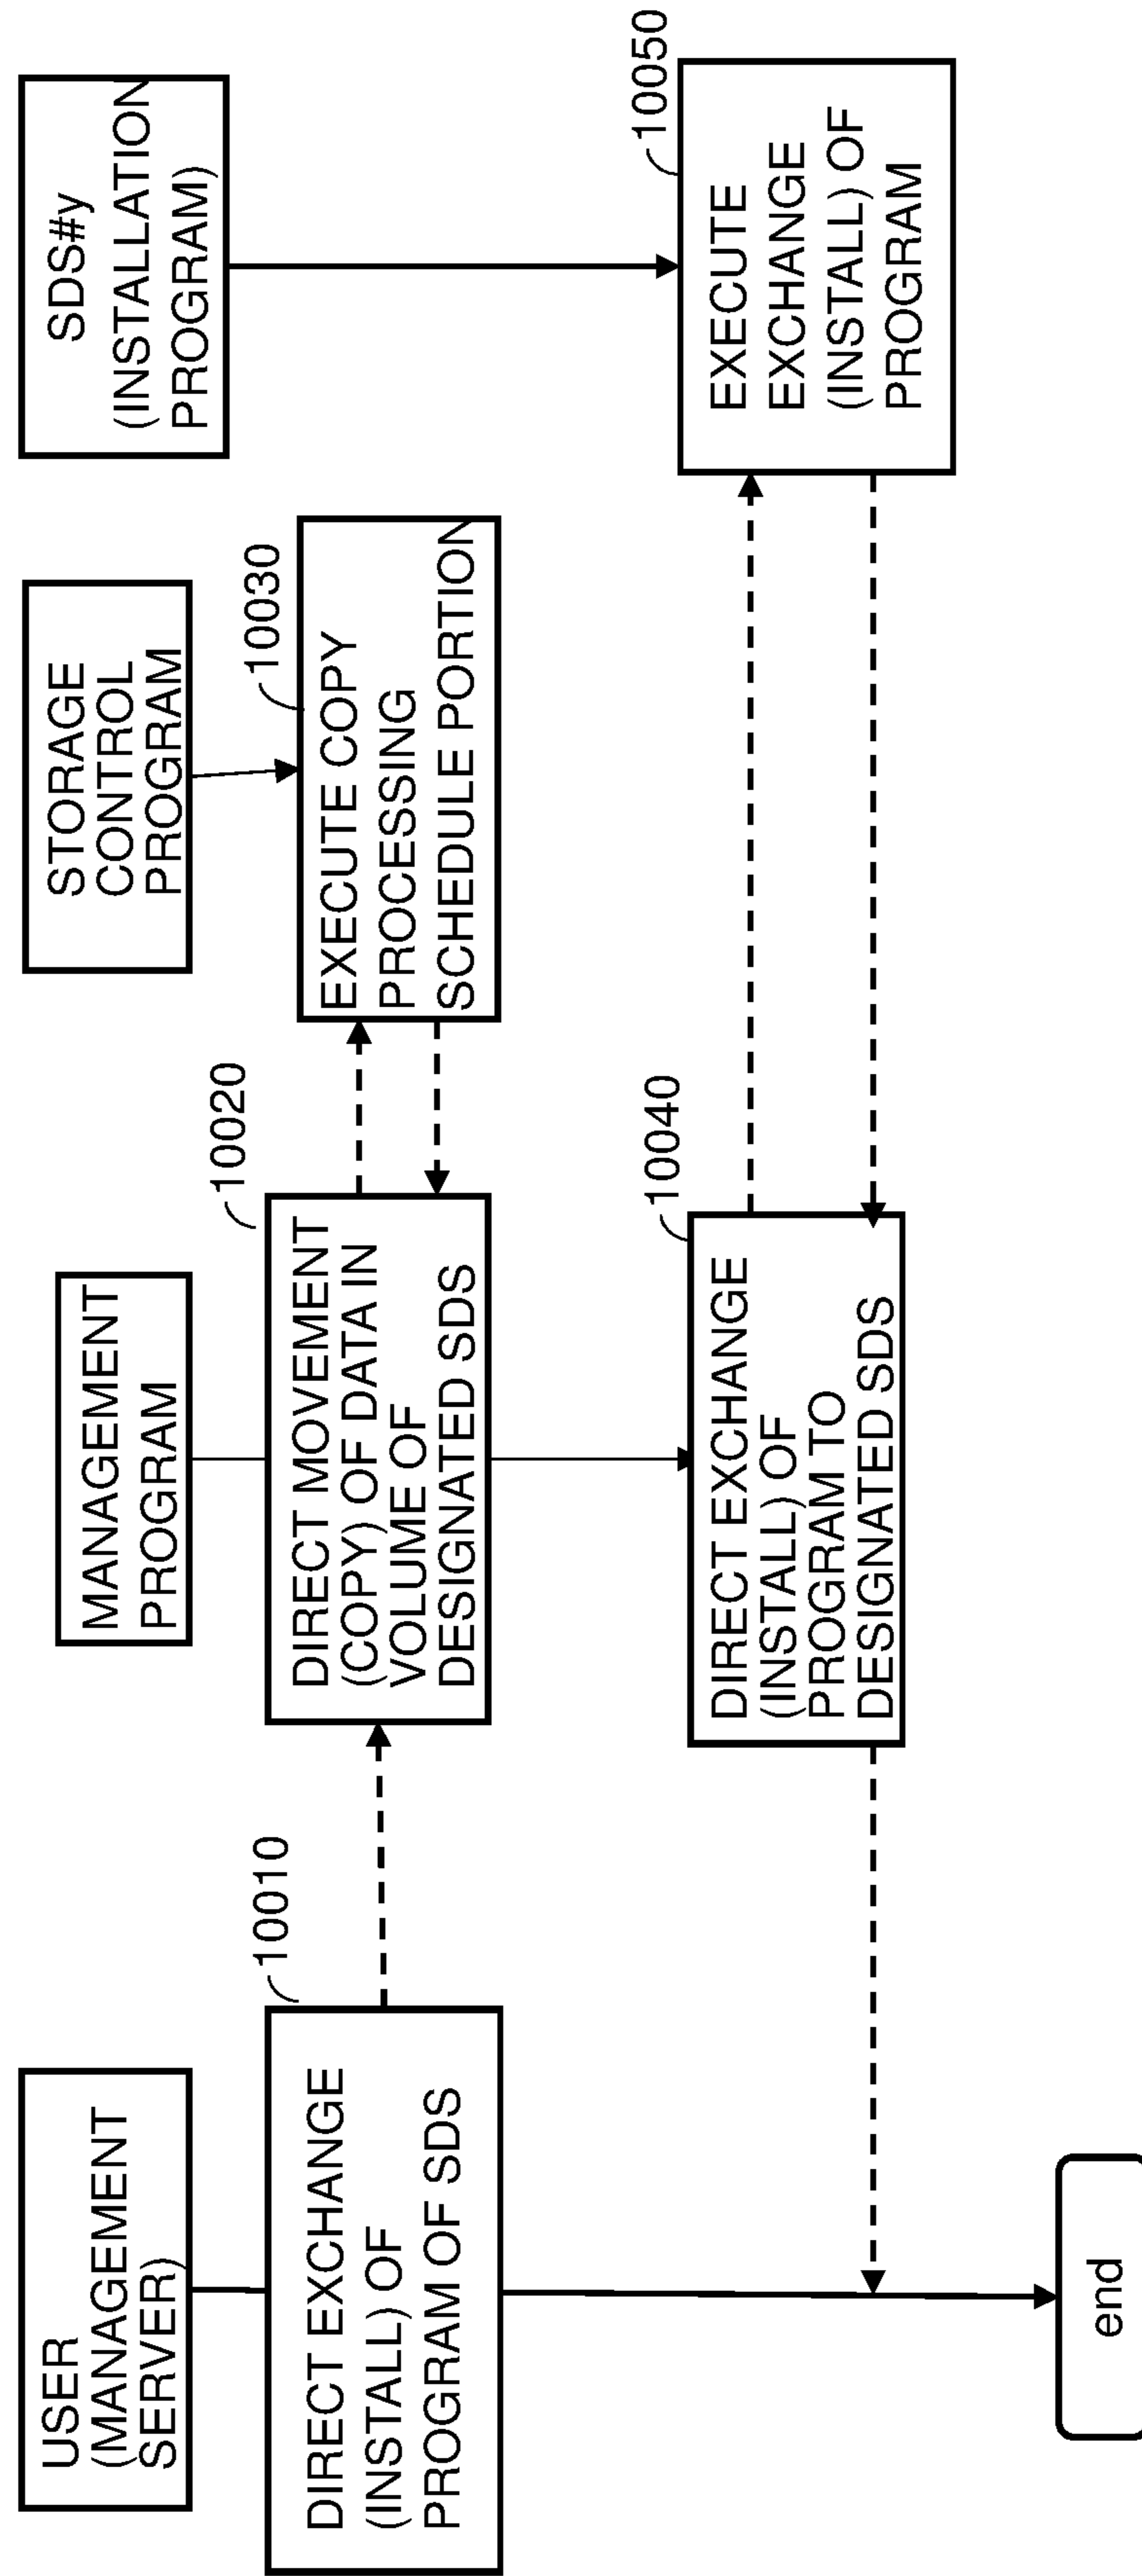 USER
(MANAGEMENT
SERVER)
MANAGEMENT
PROGRAM
STORAGE
CONTROL
PROGRAM
SDS#y
(INSTALLATION
PROGRAM)
10010
DIRECT EXCHANGE
(INSTALL) OF
PROGRAM OF SDS
10020
DIRECT MOVEMENT
(COPY) OF DATA IN
VOLUME OF
DESIGNATED SDS
10030
EXECUTE COPY
PROCESSING
SCHEDULE PORTION
10040
DIRECT EXCHANGE
(INSTALL) OF
PROGRAM TO
DESIGNATED SDS
10050
EXECUTE
EXCHANGE
(INSTALL) OF
PROGRAM
end